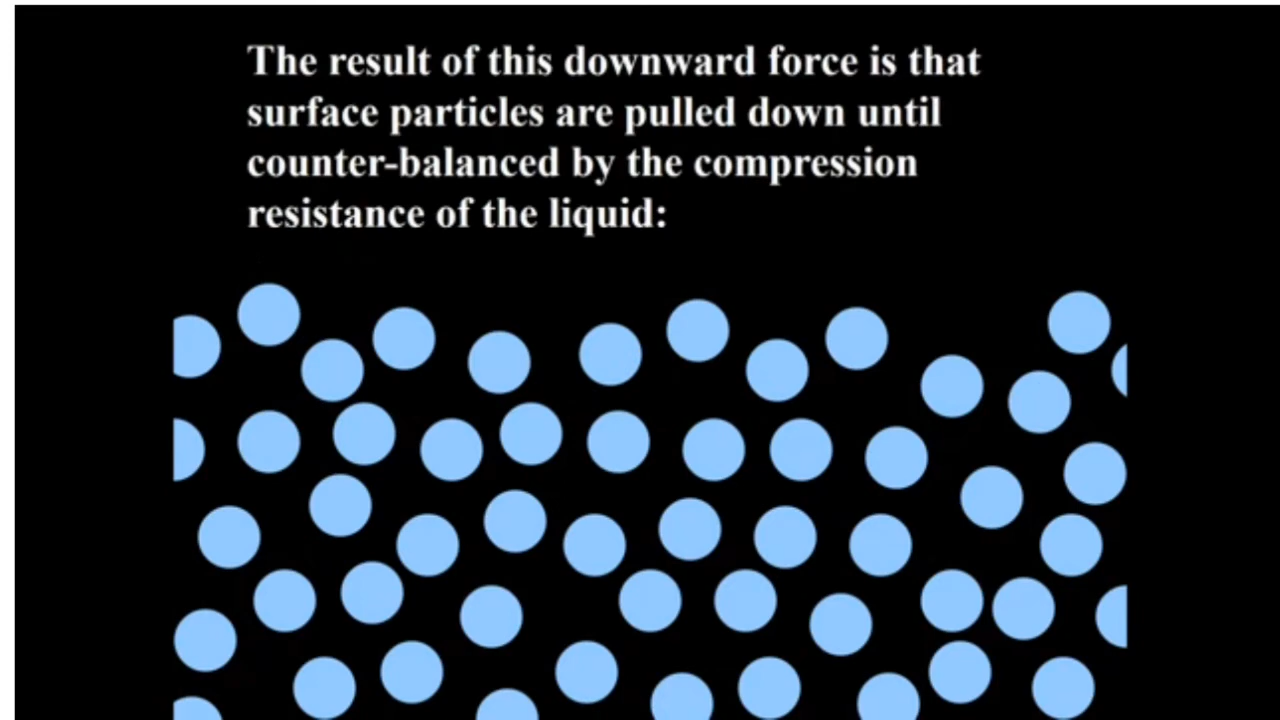 The result of this downward force is that
surface particles are pulled down until
counter-balanced by the compression
resistance of the liquid: